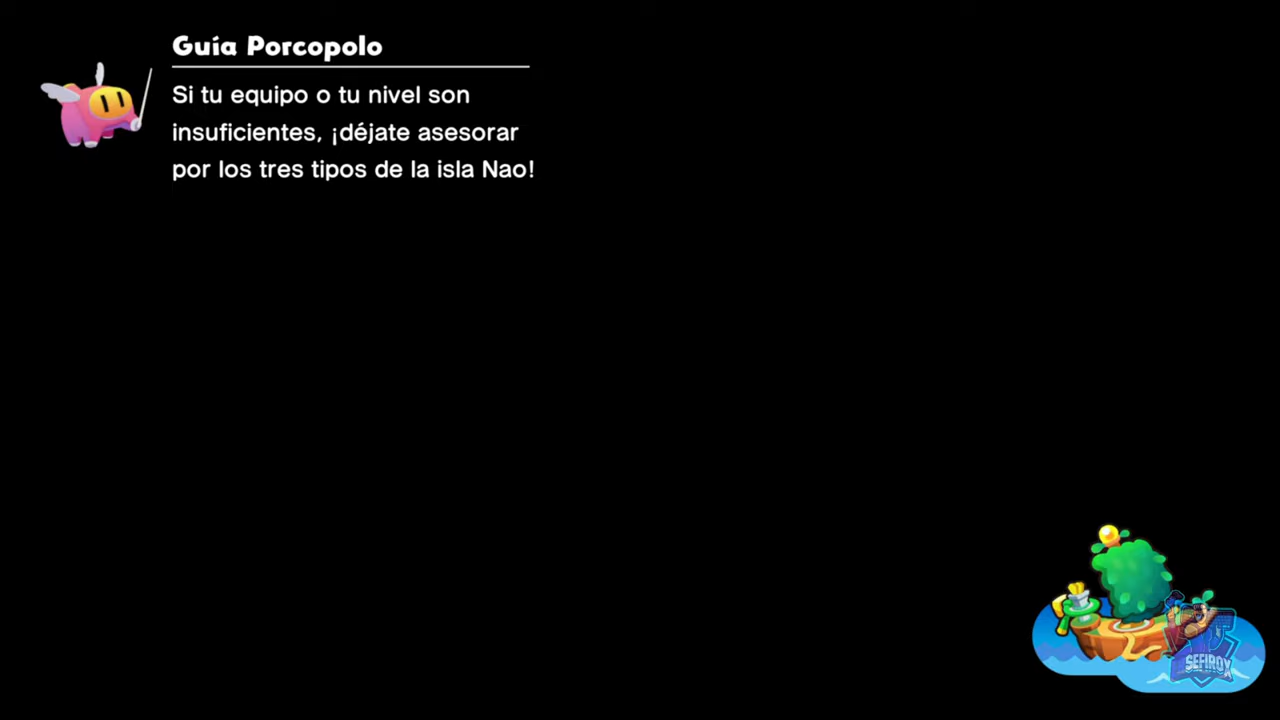 Guía Porcopolo
Si tu equipo o tu nivel son
insuficientes, ¡déjate asesorar
por los tres tipos de la isla Nao!
SEFIROX